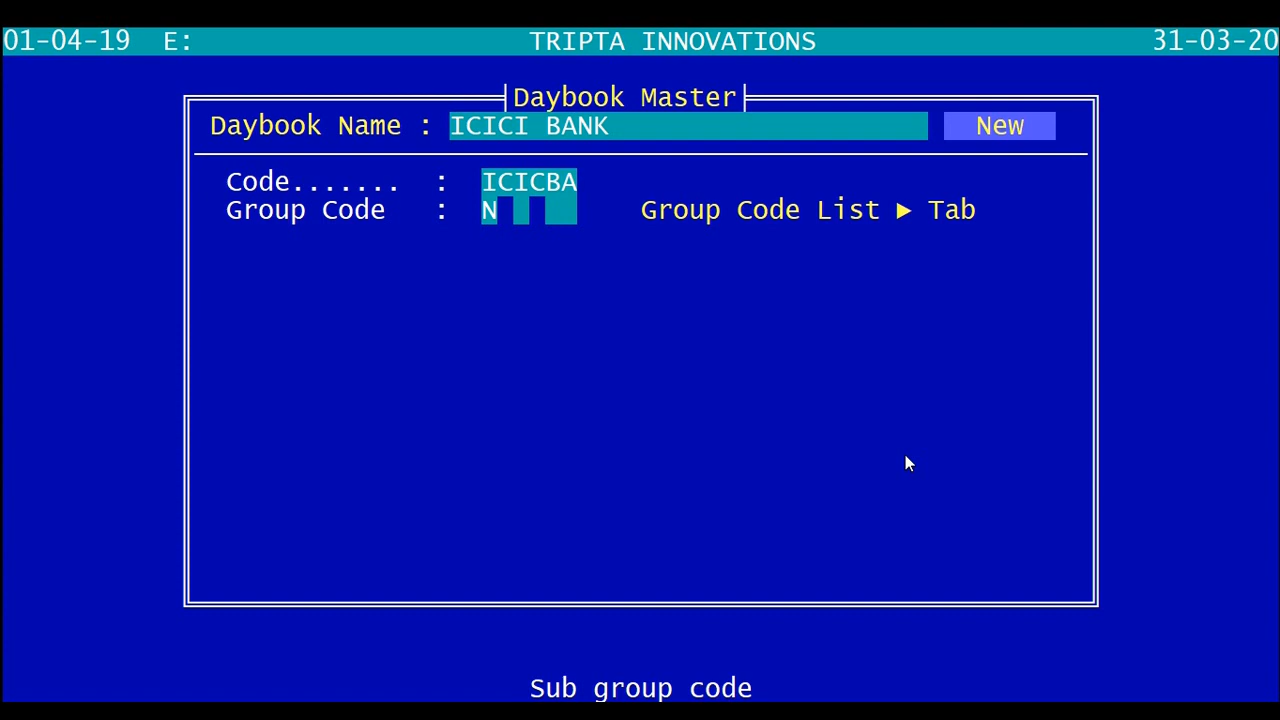 01-04-19 E: TRIPTA INNOVATIONS 31-03-20
Daybook Master
Daybook Name : ICICI BANK New
Code....... : ICICBA
Group Code : N Group Code List ► Tab
Sub group code